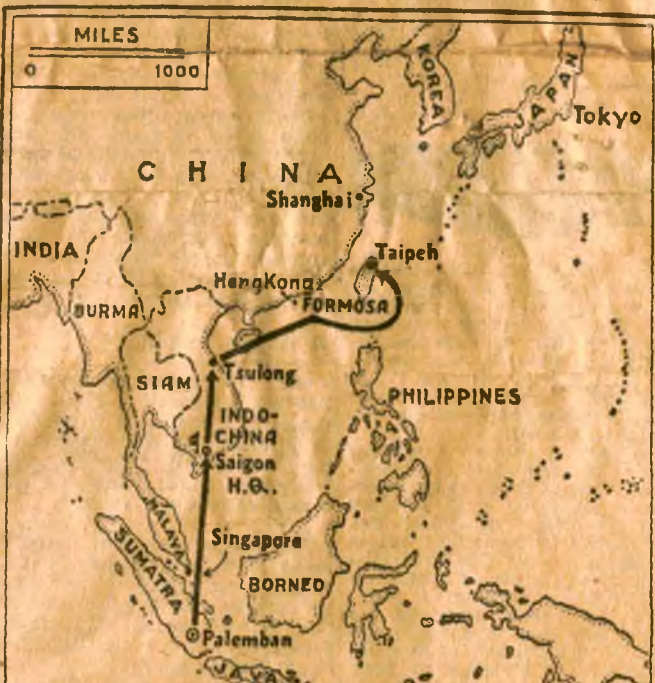 MILES
0 1000
KOREA
JAPAN
Tokyo
CHINA
Shanghai
INDIA
Taipeh
HongKong
BURMA
FORMOSA
SIAM
Tsulong
PHILIPPINES
INDO-
CHINA
Saigon
H.Q.
MALAYA
SUMATRA
Singapore
BORNEO
Palemban
JAVA